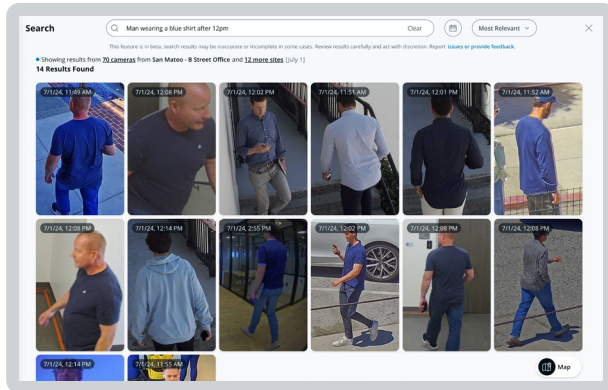 Search
Man wearing a blue shirt after 12pm
Clear
Most Relevant
This feature is in beta, search results may be inaccurate or incomplete in some cases. Review results carefully and act with discretion. Report issues or provide feedback.
Showing results from 70 cameras from San Mateo - B Street Office and 12 more sites [July 1]
14 Results Found
7/1/24, 11:49 AM
7/1/24, 12:08 PM
7/1/24, 12:02 PM
7/1/24, 11:51 AM
7/1/24, 12:01 PM
7/1/24, 11:52 AM
7/1/24, 12:08 PM
7/1/24, 12:14 PM
7/1/24, 2:55 PM
7/1/24, 12:02 PM
7/1/24, 12:08 PM
7/1/24, 12:08 PM
7/1/24, 12:14 PM
7/1/24, 11:55 AM
Map